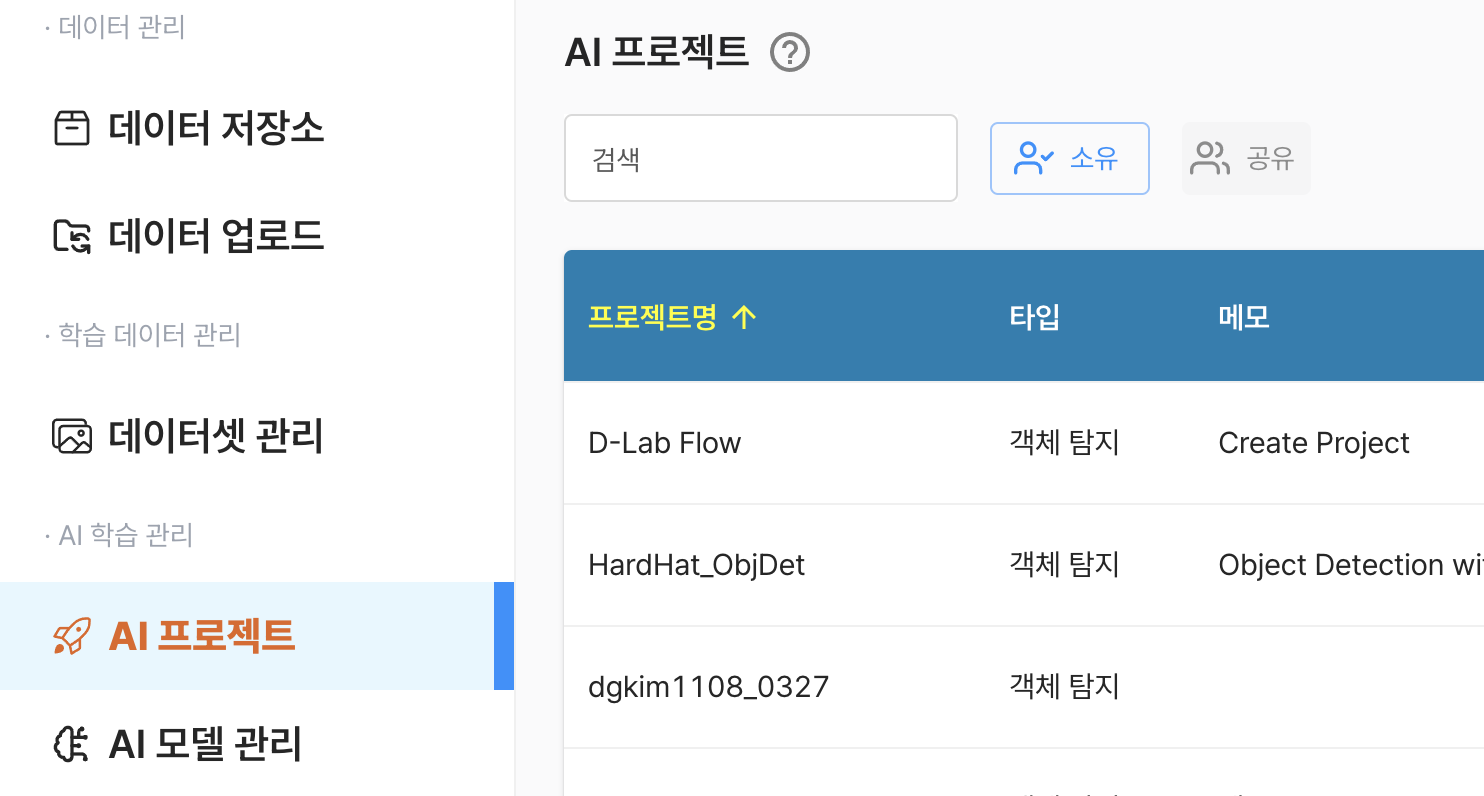 · 데이터 관리
데이터 저장소
데이터 업로드
· 학습 데이터 관리
데이터셋 관리
· AI 학습 관리
AI 프로젝트
AI 모델 관리
AI 프로젝트 ?
검색
소유
공유
프로젝트명 ↑ 타입 메모
D-Lab Flow 객체 탐지 Create Project
HardHat_ObjDet 객체 탐지 Object Detection
dgkim1108_0327 객체 탐지